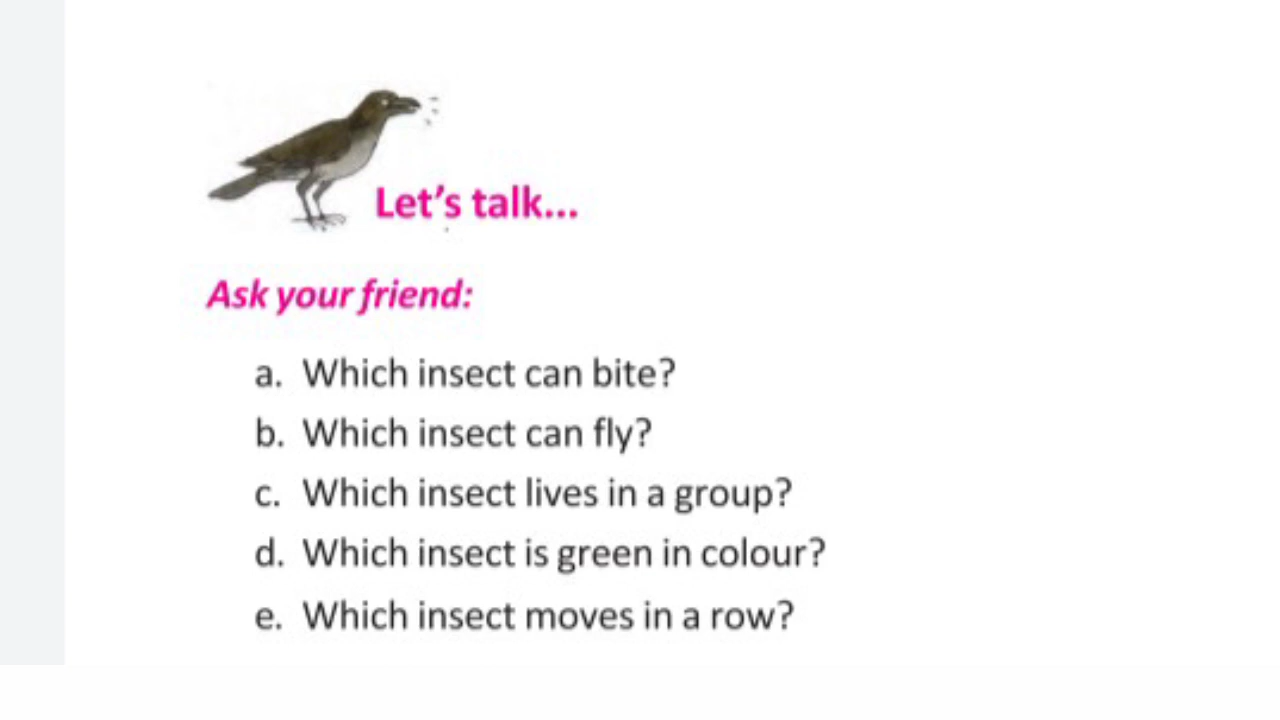 Let's talk...
Ask your friend:
a. Which insect can bite?
b. Which insect can fly?
c. Which insect lives in a group?
d. Which insect is green in colour?
e. Which insect moves in a row?